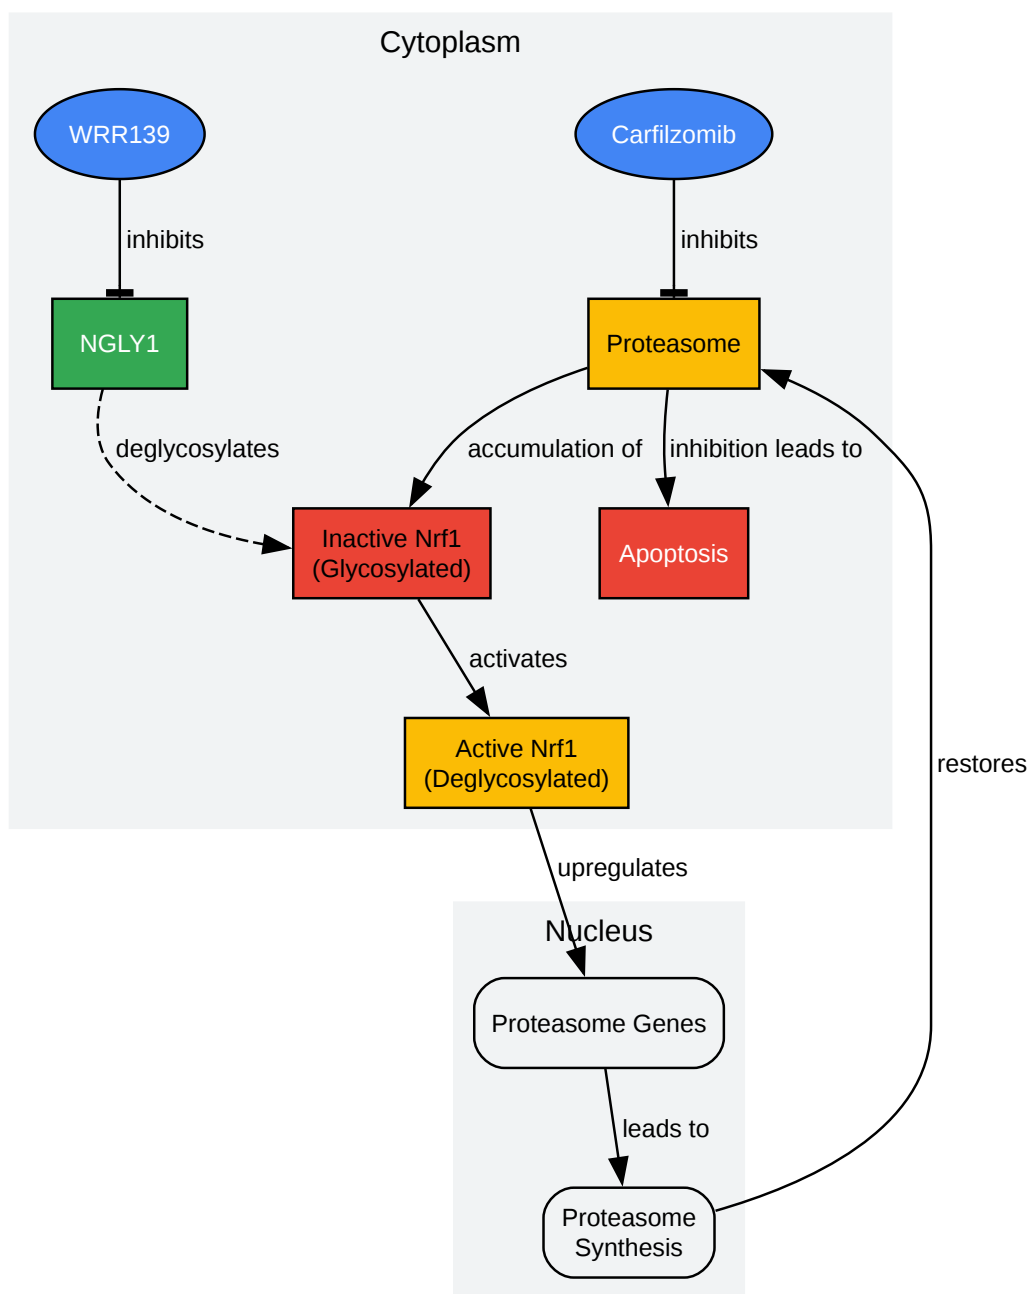 Cytoplasm
WRR139
Carfilzomib
inhibits
inhibits
NGLY1
Proteasome
deglycosylates
accumulation of
inhibition leads to
Inactive Nrf1
(Glycosylated)
Apoptosis
activates
Active Nrf1
(Deglycosylated)
restores
upregulates
Nucleus
Proteasome Genes
leads to
Proteasome
Synthesis